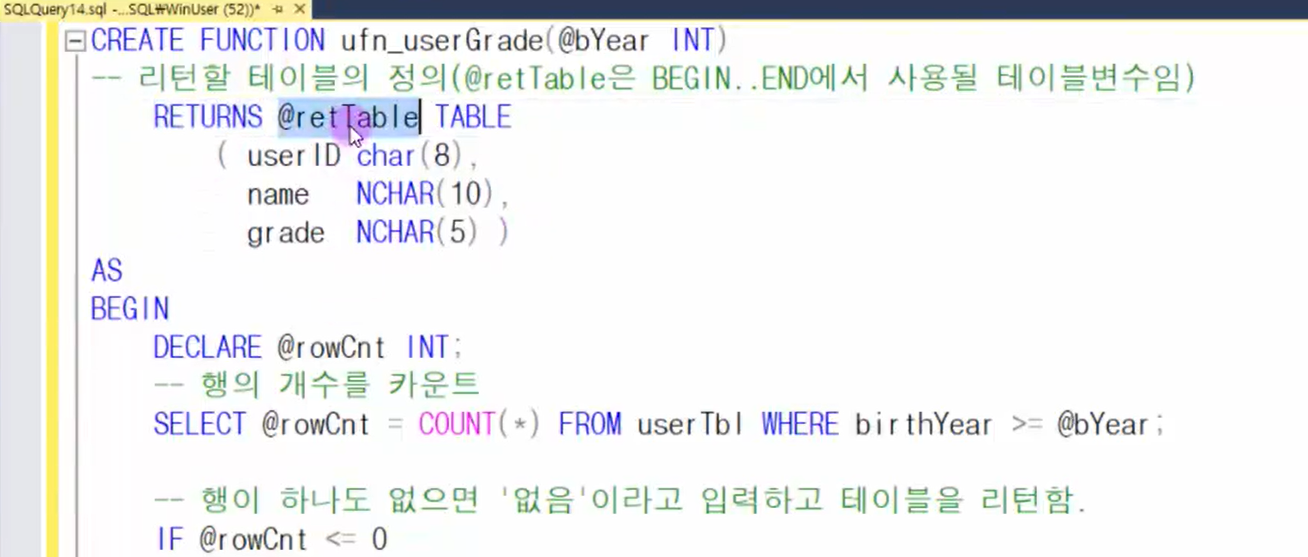 SQLQuery14.sql -...SQL₩WinUser (52))*
CREATE FUNCTION ufn_userGrade(@bYear INT)
-- 리턴할 테이블의 정의(@retTable은 BEGIN..END에서 사용될 테이블변수임)
RETURNS @retTable TABLE
( userID char(8),
name NCHAR(10),
grade NCHAR(5) )
AS
BEGIN
DECLARE @rowCnt INT;
-- 행의 개수를 카운트
SELECT @rowCnt = COUNT(*) FROM userTbl WHERE birthYear >= @bYear;
-- 행이 하나도 없으면 '없음'이라고 입력하고 테이블을 리턴함.
IF @rowCnt <= 0